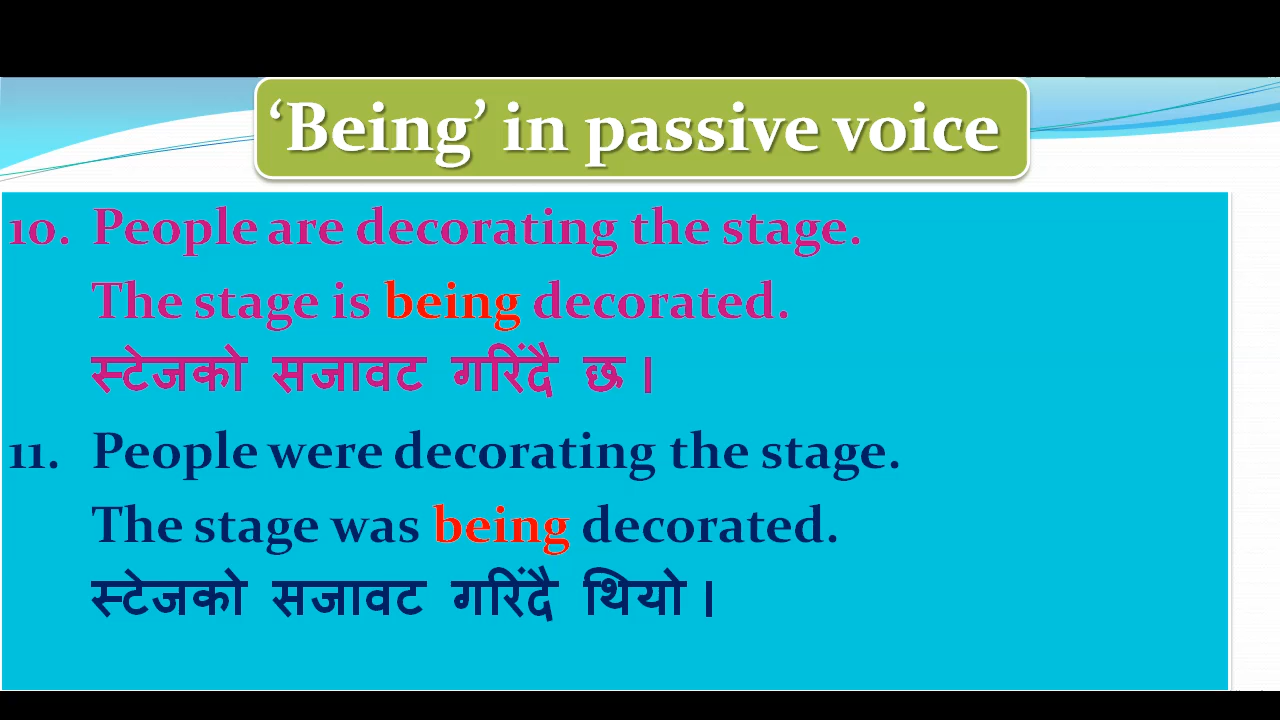 ‘Being’ in passive voice
10. People are decorating the stage.
The stage is being decorated.
स्टेजको सजावट गरिंदै छ ।
11. People were decorating the stage.
The stage was being decorated.
स्टेजको सजावट गरिंदै थियो ।